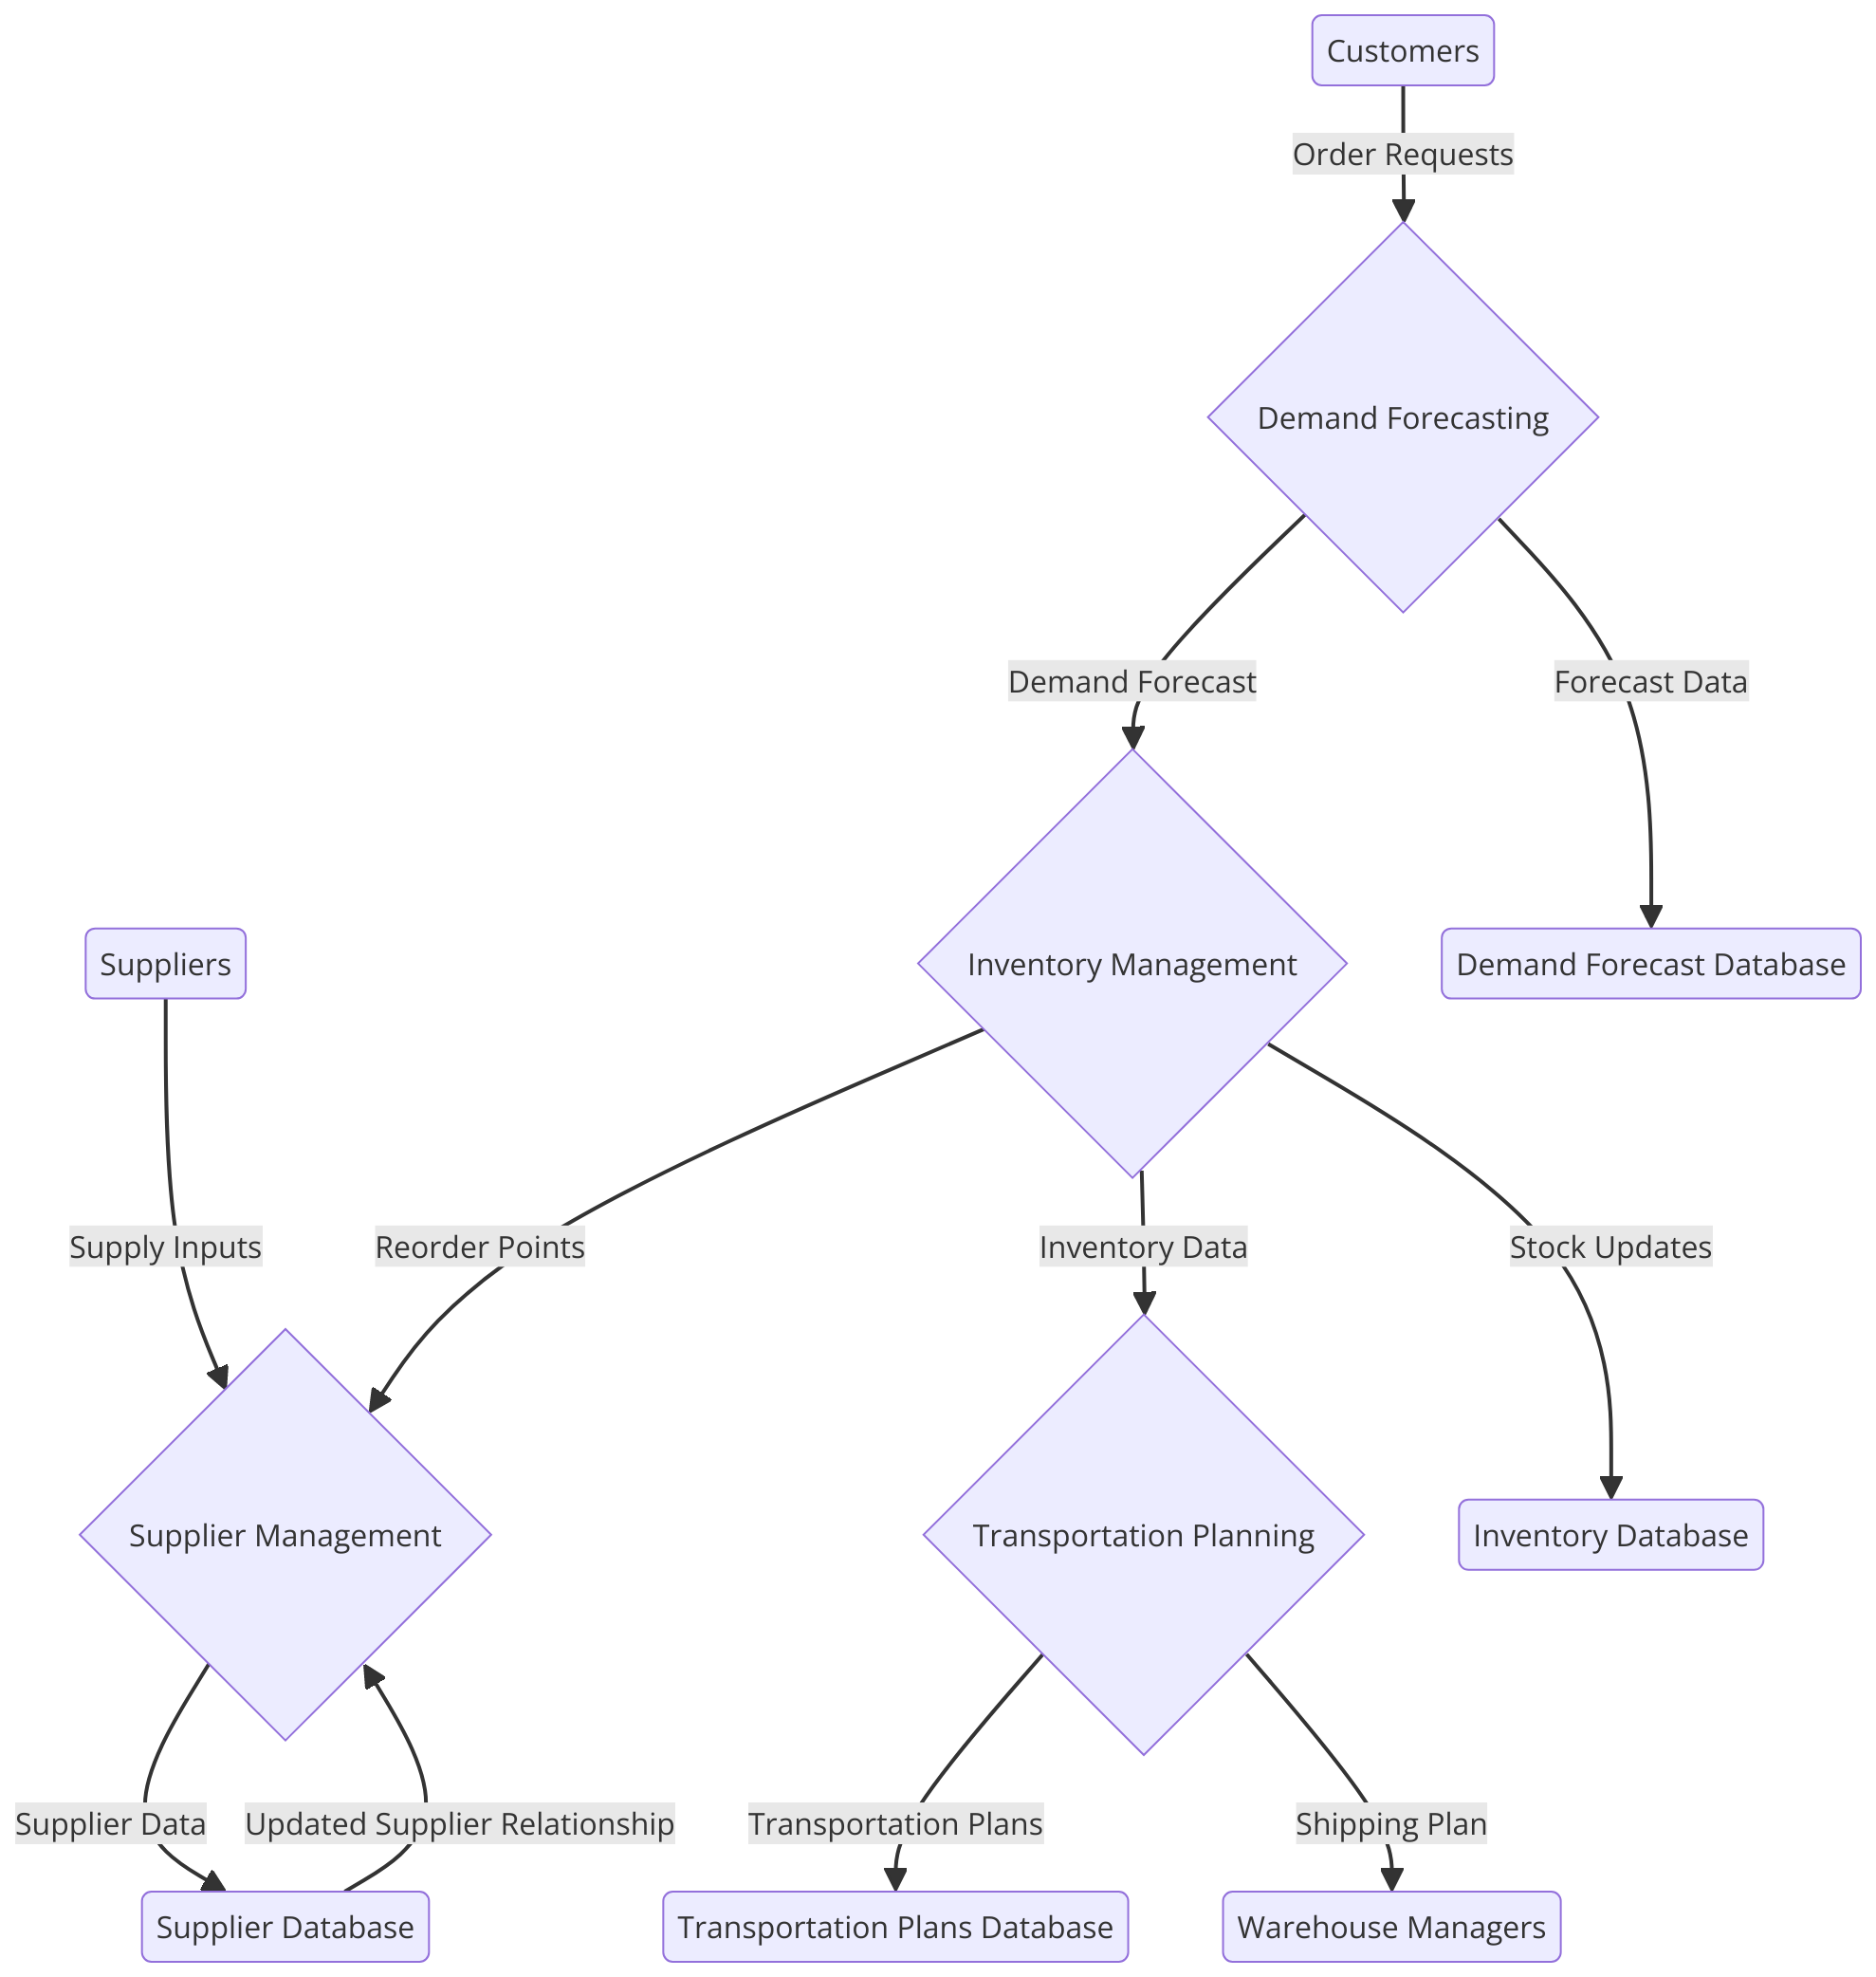 Customers
Order Requests
Demand Forecasting
Demand Forecast
Forecast Data
Suppliers
Inventory Management
Demand Forecast Database
Supply Inputs
Reorder Points
Inventory Data
Stock Updates
Supplier Management
Transportation Planning
Inventory Database
Supplier Data
Updated Supplier Relationship
Transportation Plans
Shipping Plan
Supplier Database
Transportation Plans Database
Warehouse Managers